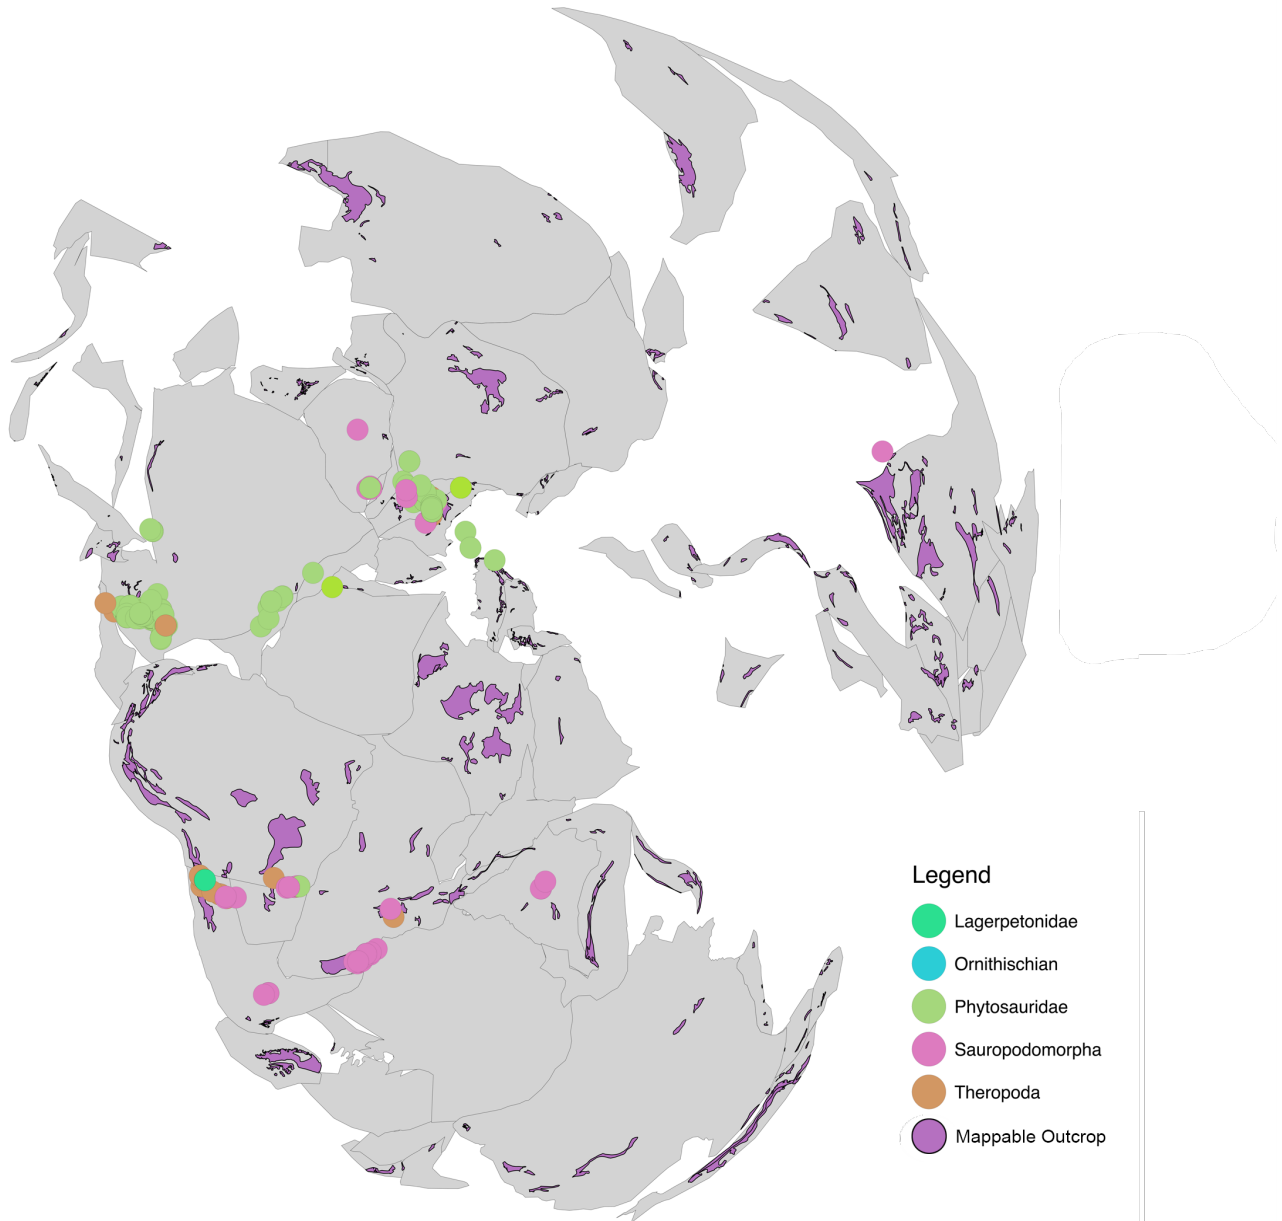 Legend
Lagerpetonidae
Ornithischian
Phytosauridae
Sauropodomorpha
Theropoda
Mappable Outcrop